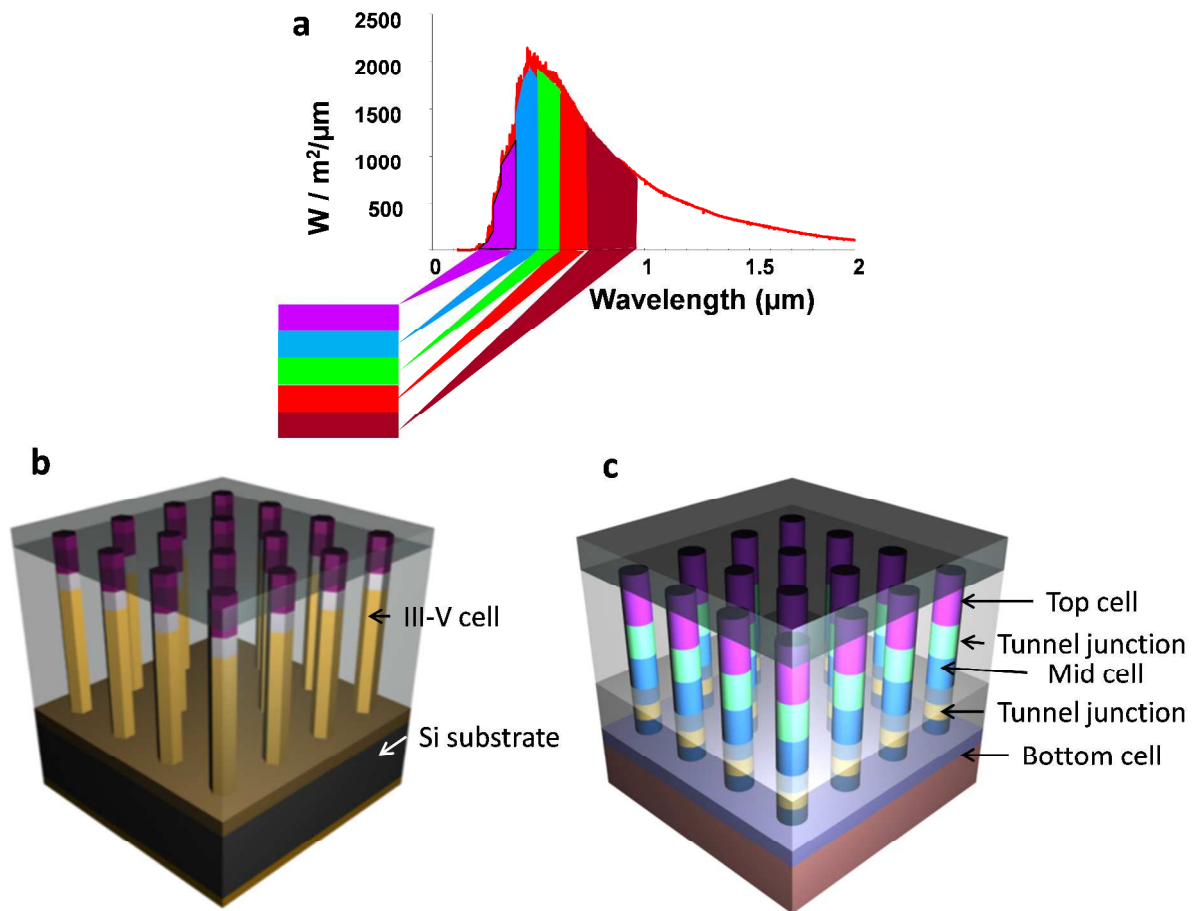 a
2500
2000
1500
1000
500
W / m²/µm
0
1
1.5
2
Wavelength (µm)
b
III-V cell
Si substrate
c
Top cell
Tunnel junction
Mid cell
Tunnel junction
Bottom cell